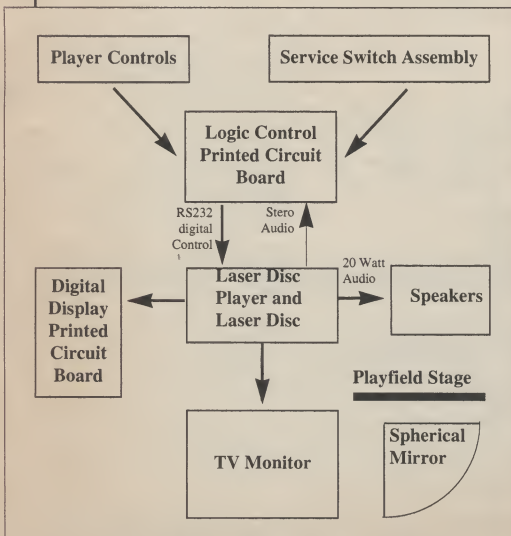 Player Controls
Service Switch Assembly
Logic Control
Printed Circuit
Board
RS232
digital
Control
Stero
Audio
Digital
Display
Printed
Circuit
Board
Laser Disc
Player and
Laser Disc
20 Watt
Audio
Speakers
Playfield Stage
TV Monitor
Spherical
Mirror